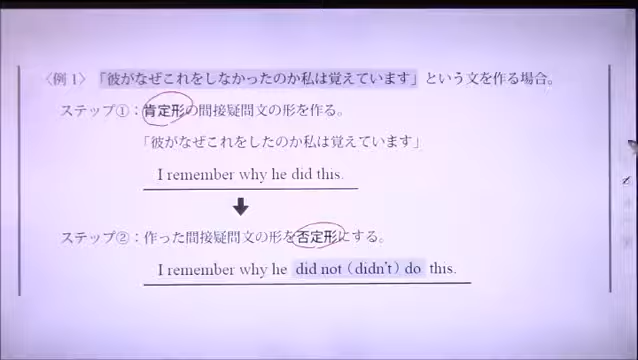 〈例1〉「彼がなぜこれをしなかったのか私は覚えています」という文を作る場合。
ステップ①：肯定形の間接疑問文の形を作る。
「彼がなぜこれをしたのか私は覚えています」
I remember why he did this.
ステップ②：作った間接疑問文の形を否定形にする。
I remember why he did not (didn't) do this.